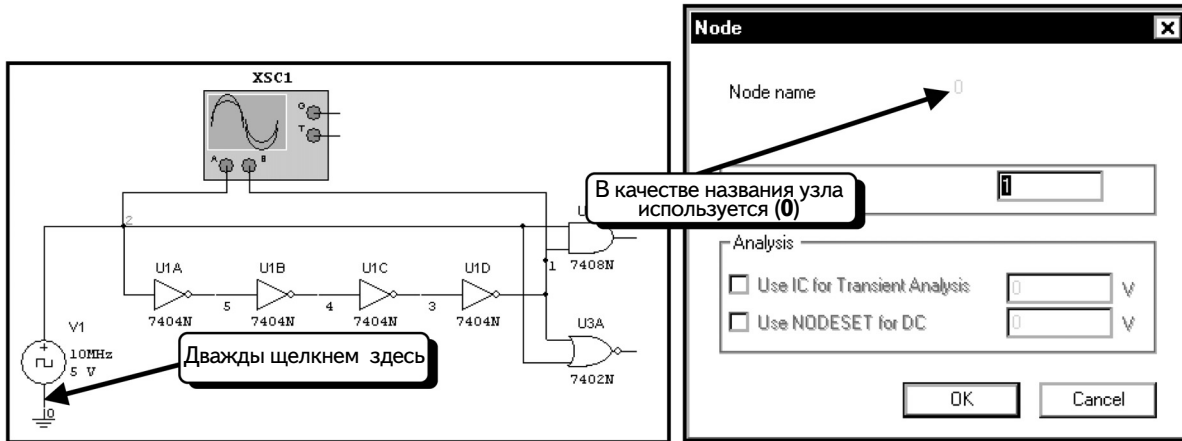 XSC1
G
T
A
B
2
U1A
U1B
U1C
U1D
7404N
5
7404N
4
7404N
3
7404N
1
7408N
U3A
7402N
V1
10MHz
5 V
i0
Дважды щелкнем здесь
Node
Node name
0
В качестве названия узла
используется (0)
1
Analysis
Use IC for Transient Analysis
0
V
Use NODESET for DC
0
V
OK
Cancel